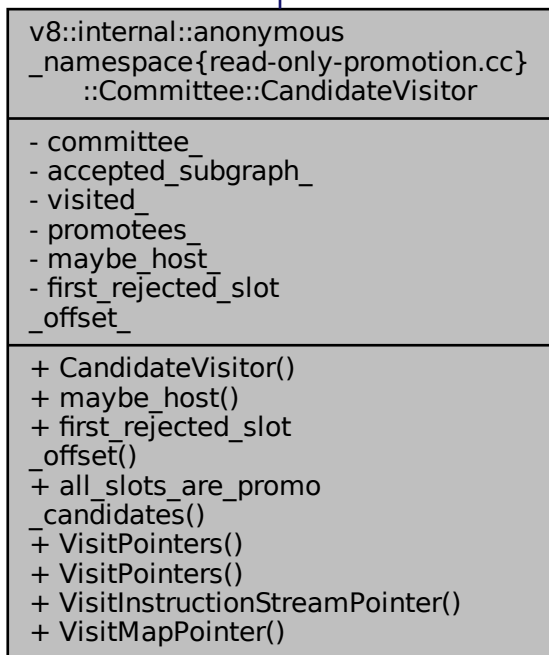 v8::internal::anonymous
_namespace{read-only-promotion.cc}
::Committee::CandidateVisitor
- committee_
- accepted_subgraph_
- visited_
- promotees_
- maybe_host_
- first_rejected_slot
_offset_
+ CandidateVisitor()
+ maybe_host()
+ first_rejected_slot
_offset()
+ all_slots_are_promo
_candidates()
+ VisitPointers()
+ VisitPointers()
+ VisitInstructionStreamPointer()
+ VisitMapPointer()